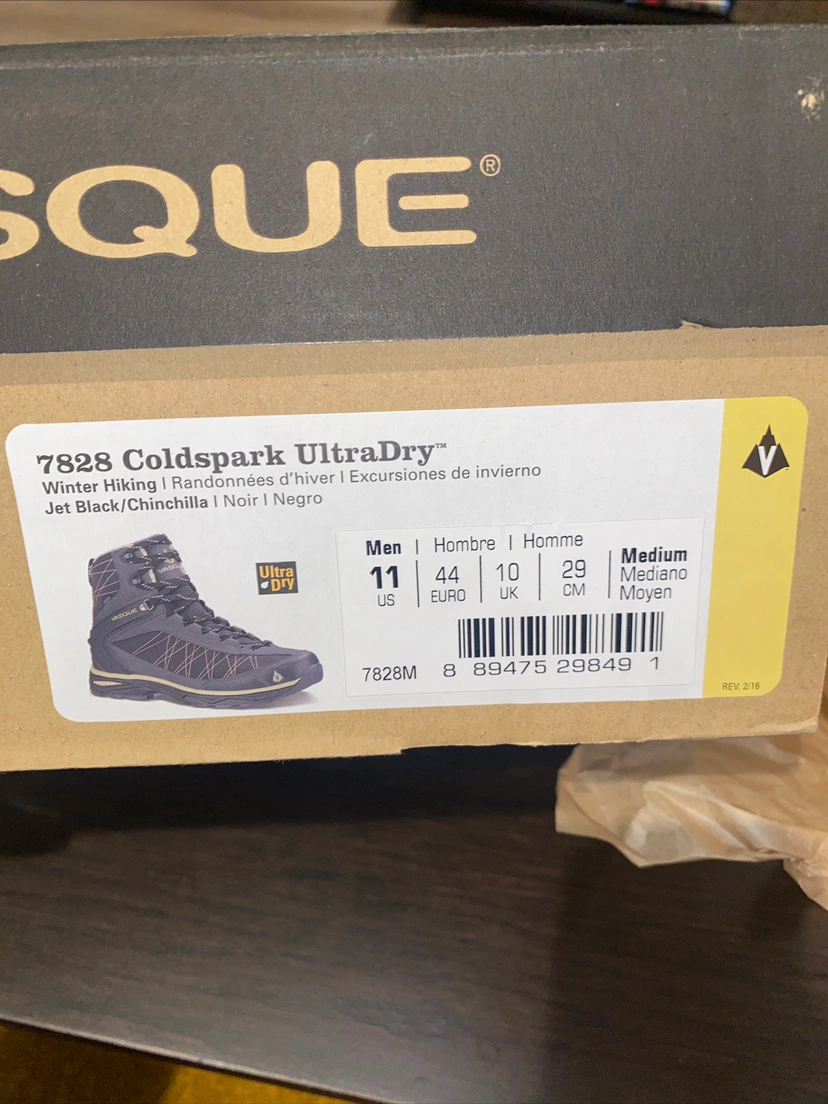 SQUE®
7828 Coldspark UltraDry™
Winter Hiking | Randonnées d'hiver | Excursiones de invierno
Jet Black/Chinchilla | Noir | Negro
VASQUE
VASQUE
Ultra
Dry
Men | Hombre | Homme
11 | 44 | 10 | 29 | Medium
US | EURO | UK | CM | Mediano
Moyen
7828M 8 89475 29849 1
V
REV. 2/16